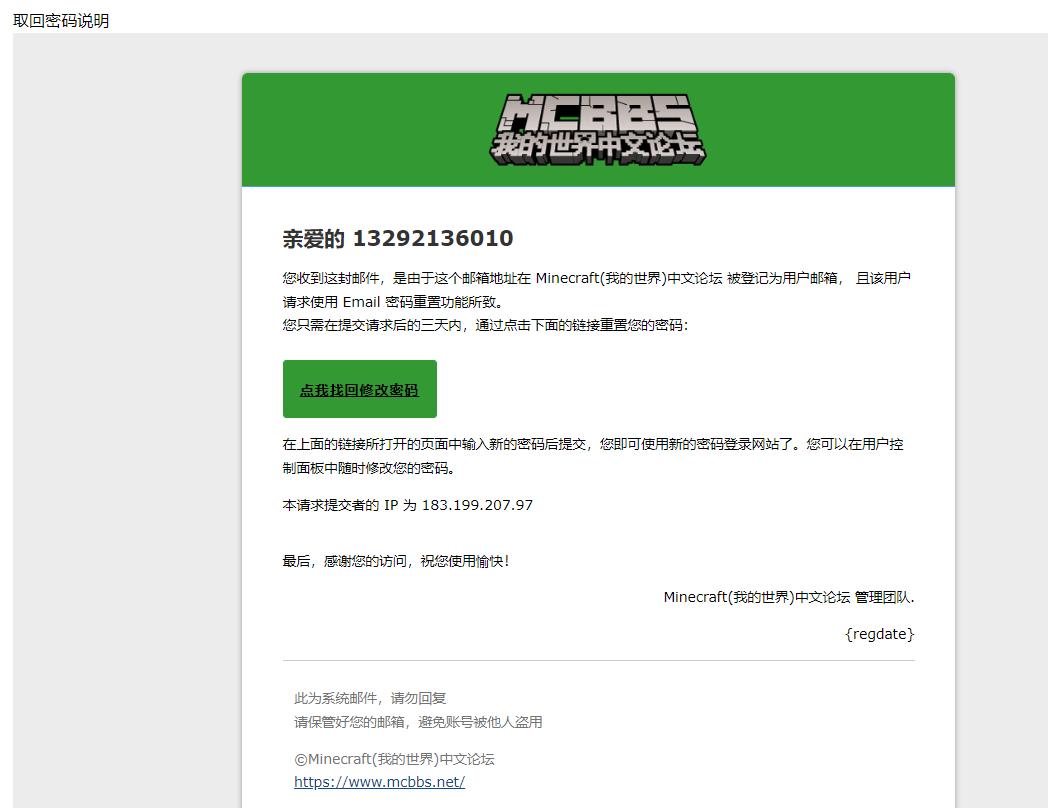 取回密码说明
MCBBS
我的世界中文论坛
亲爱的 13292136010
您收到这封邮件，是由于这个邮箱地址在 Minecraft(我的世界)中文论坛 被登记为用户邮箱， 且该用户
请求使用 Email 密码重置功能所致。
您只需在提交请求后的三天内，通过点击下面的链接重置您的密码：
点我找回修改密码
在上面的链接所打开的页面中输入新的密码后提交，您即可使用新的密码登录网站了。您可以在用户控
制面板中随时修改您的密码。
本请求提交者的 IP 为 183.199.207.97
最后，感谢您的访问，祝您使用愉快！
Minecraft(我的世界)中文论坛 管理团队.
{regdate}
此为系统邮件，请勿回复
请保管好您的邮箱，避免账号被他人盗用
©Minecraft(我的世界)中文论坛
https://www.mcbbs.net/